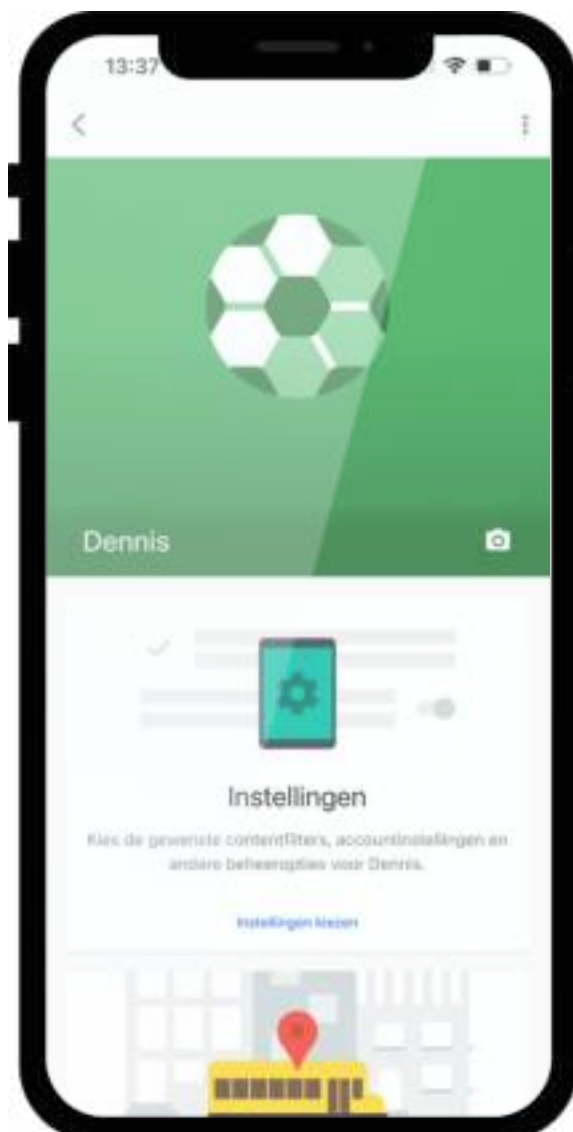 13:37
Dennis
Instellingen
Kies de gewenste contentfilters, accountinstellingen en
andere beheeropties voor Dennis.
Instellingen kiezen